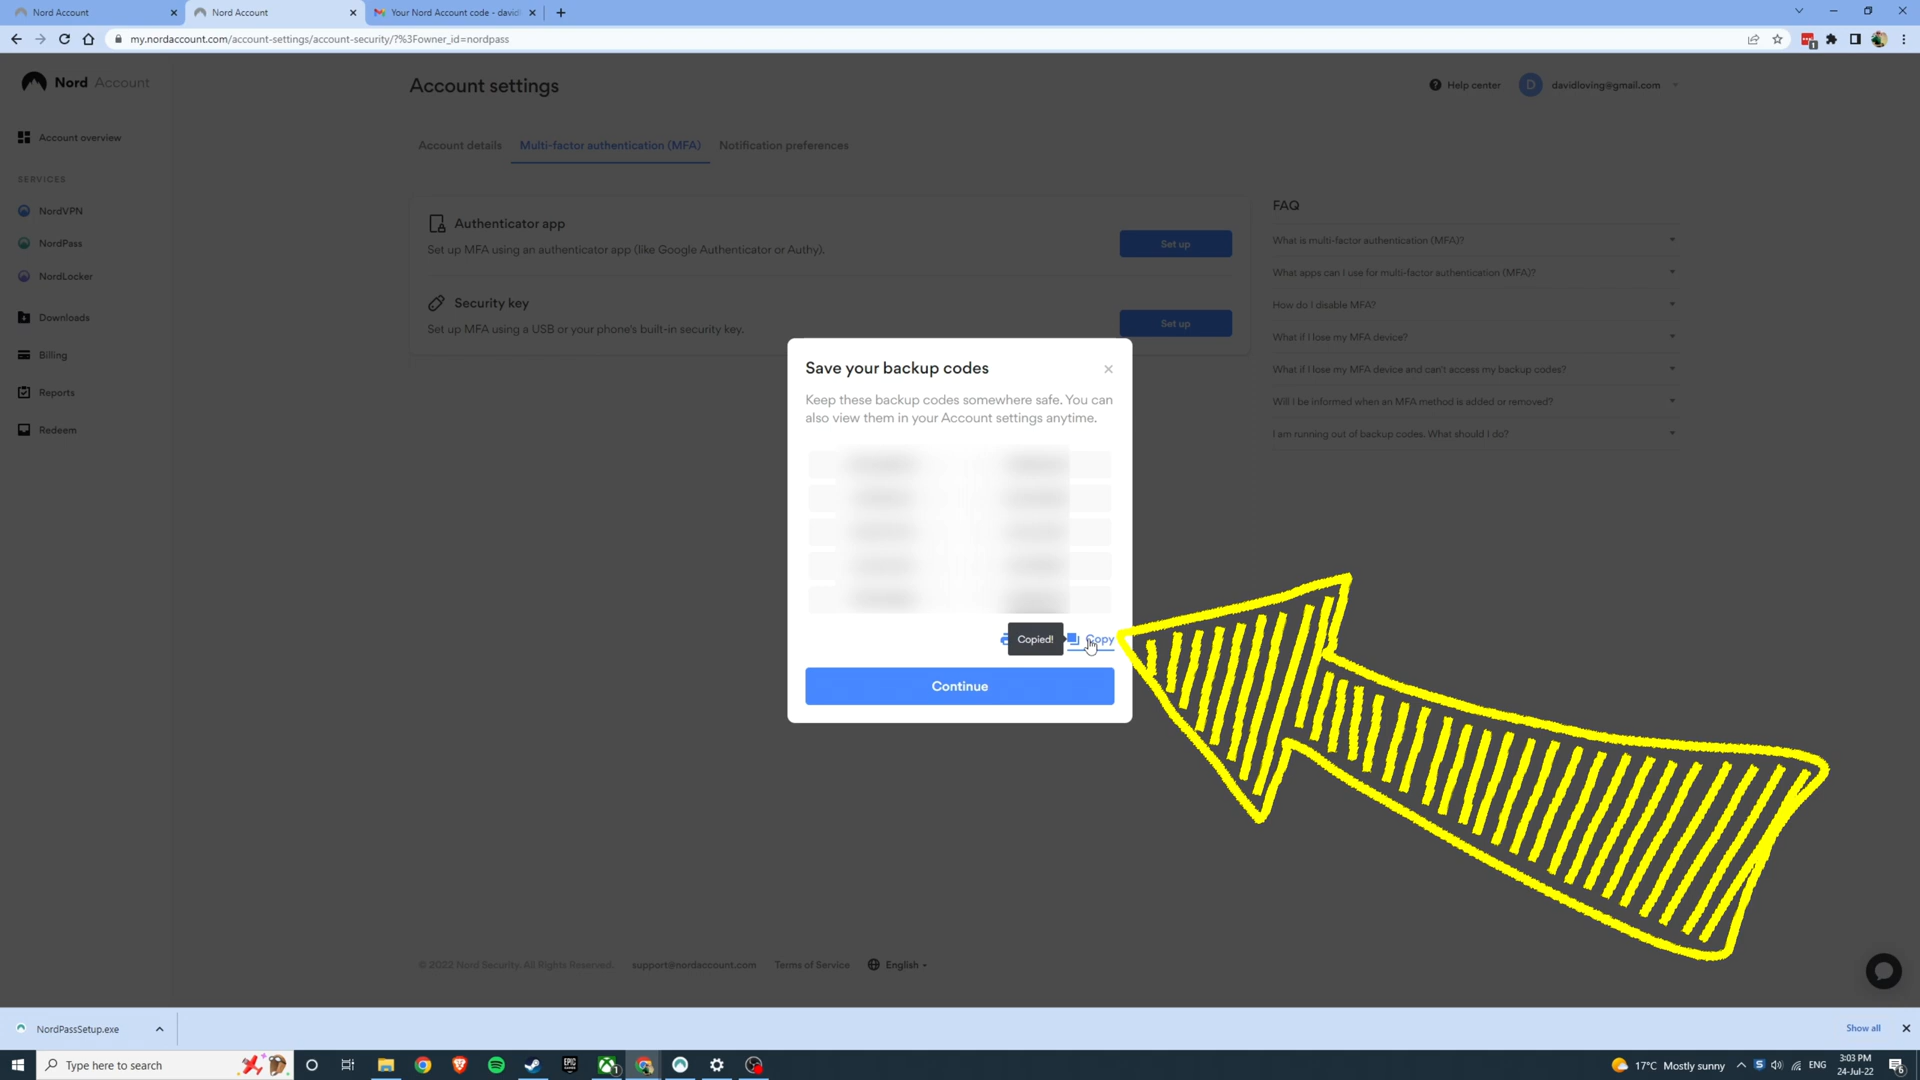 Nord Account
Nord Account
Your Nord Account code - david
my.nordaccount.com/account-settings/account-security/?%3Fowner_id=nordpass
1
Nord Account
Account settings
Help center
D
davidloving@gmail.com
Account overview
Account details
Multi-factor authentication (MFA)
Notification preferences
SERVICES
NordVPN
NordPass
NordLocker
Downloads
Billing
Reports
Redeem
Authenticator app
Set up MFA using an authenticator app (like Google Authenticator or Authy).
Set up
Security key
Set up MFA using a USB or your phone's built-in security key.
Set up
FAQ
What is multi-factor authentication (MFA)?
What apps can I use for multi-factor authentication (MFA)?
How do I disable MFA?
What if I lose my MFA device?
What if I lose my MFA device and can't access my backup codes?
Will I be informed when an MFA method is added or removed?
I am running out of backup codes. What should I do?
Save your backup codes
Keep these backup codes somewhere safe. You can
also view them in your Account settings anytime.
Copied!
Copy
Continue
© 2022 Nord Security. All Rights Reserved.
support@nordaccount.com
Terms of Service
English
NordPassSetup.exe
Show all
Type here to search
EPIC
GAMES
1
17°C Mostly sunny
ENG
3:03 PM
24-Jul-22
6